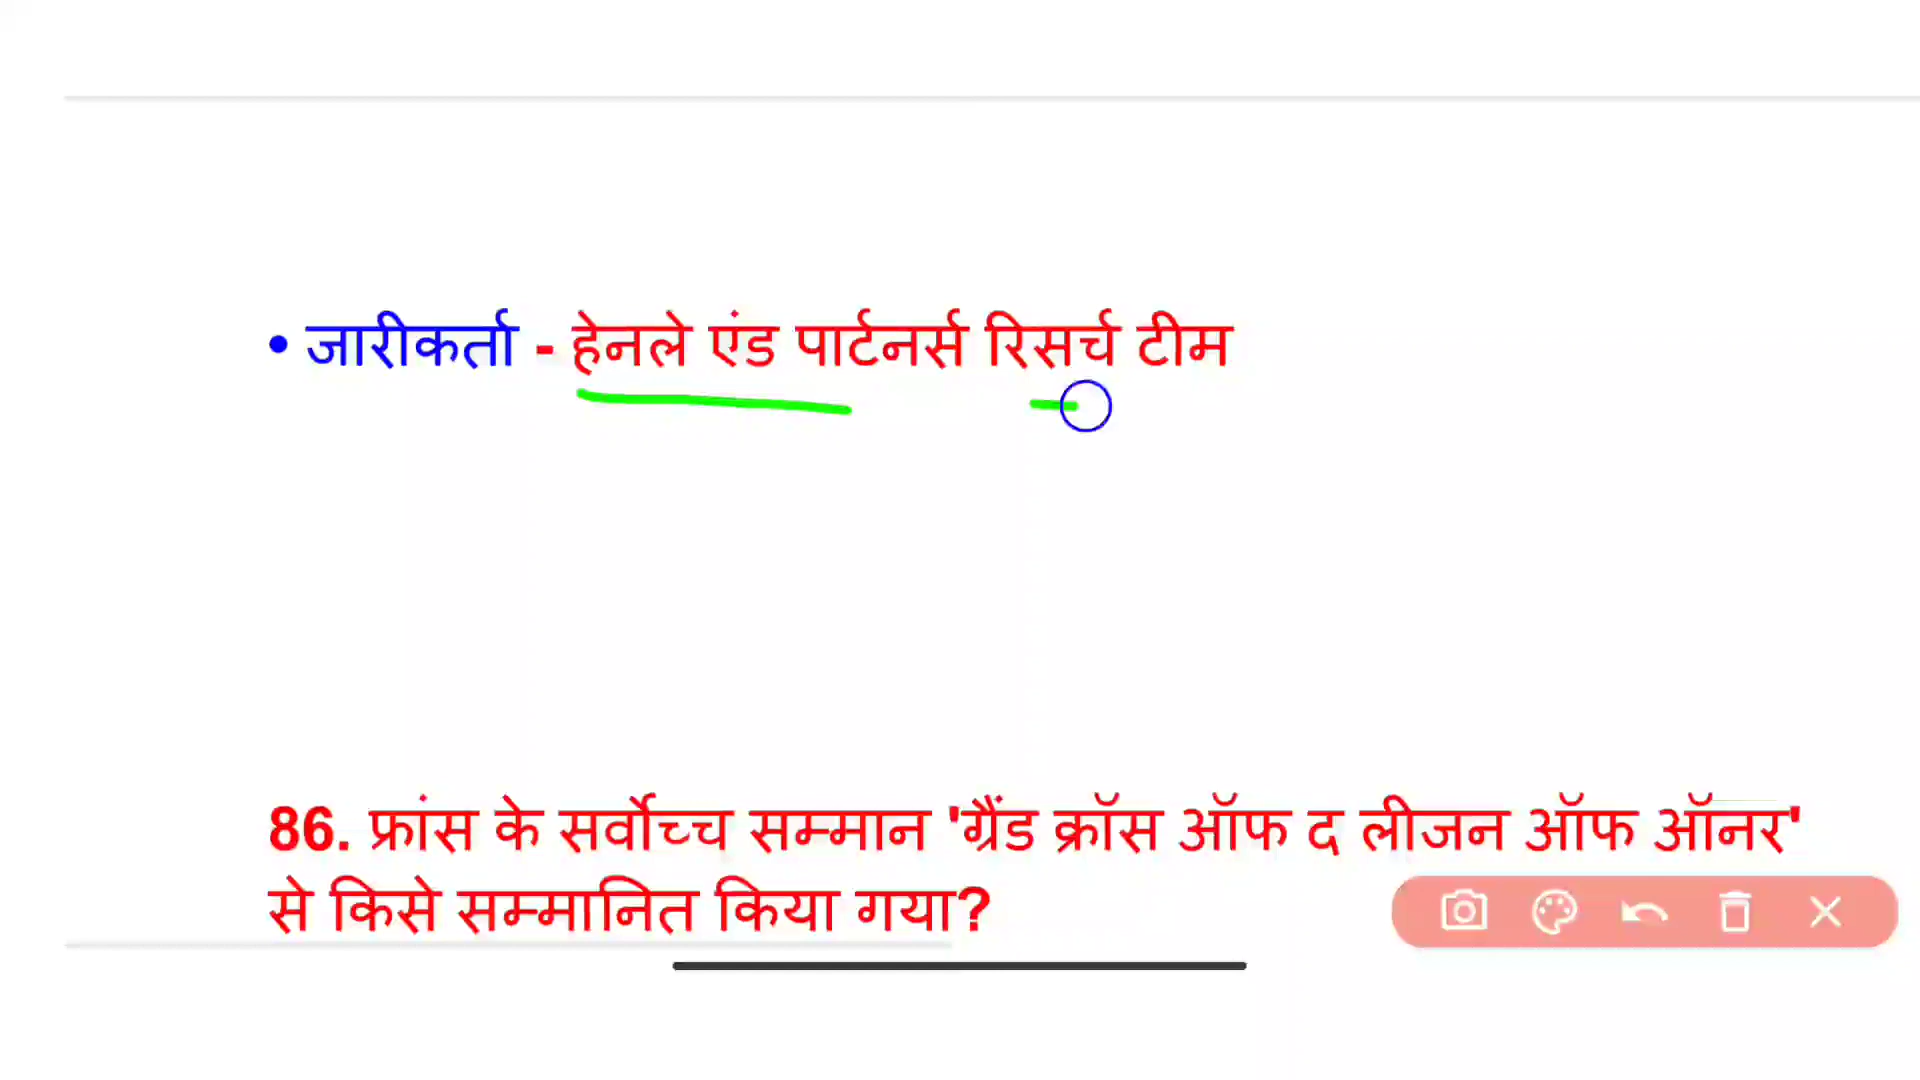 • जारीकर्ता - हेनले एंड पार्टनर्स रिसर्च टीम
86. फ्रांस के सर्वोच्च सम्मान 'ग्रैंड क्रॉस ऑफ द लीजन ऑफ ऑनर'
से किसे सम्मानित किया गया?